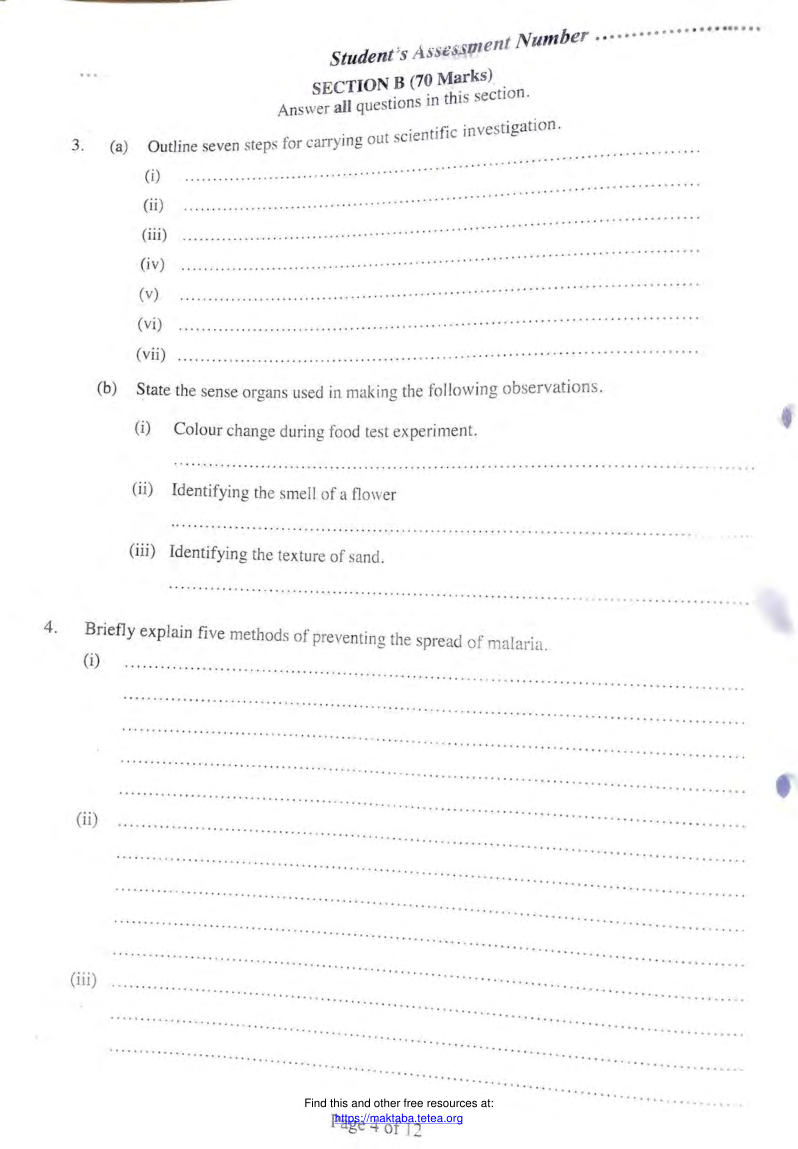 Student's Assessment Number ........................
SECTION B (70 Marks)
Answer all questions in this section.
3. (a) Outline seven steps for carrying out scientific investigation.
(i) ........................
(ii) ........................
(iii) ........................
(iv) ........................
(v) ........................
(vi) ........................
(vii) ........................
(b) State the sense organs used in making the following observations.
(i) Colour change during food test experiment.
........................
(ii) Identifying the smell of a flower
........................
(iii) Identifying the texture of sand.
........................
4. Briefly explain five methods of preventing the spread of malaria.
(i) ........................
........................
........................
........................
........................
(ii) ........................
........................
........................
........................
........................
(iii) ........................
........................
........................
Find this and other free resources at:
https://maktaba.tetea.org
Page 4 of 12